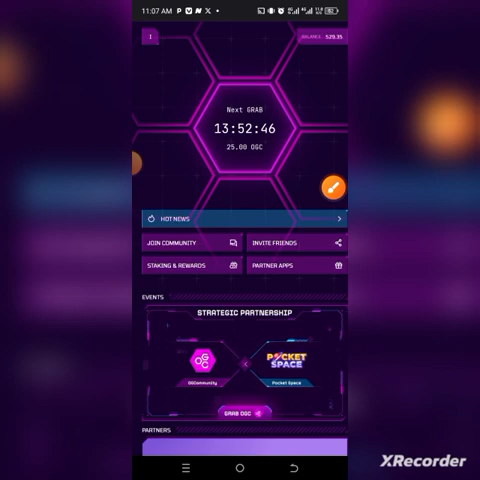 11:07 AM
BALANCE: 529.35
Next GRAB
13:52:46
25.00 OGC
HOT NEWS
JOIN COMMUNITY
INVITE FRIENDS
STAKING & REWARDS
PARTNER APPS
EVENTS
STRATEGIC PARTNERSHIP
OGC
POCKET
SPACE
OGCommunity
Pocket Space
GRAB OGC
PARTNERS
XRecorder